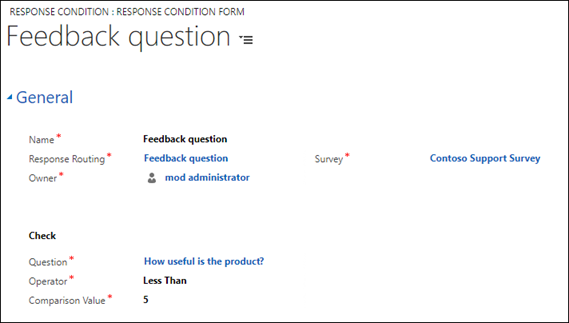 RESPONSE CONDITION : RESPONSE CONDITION FORM
Feedback question
General
Name* Feedback question
Response Routing* Feedback question Survey* Contoso Support Survey
Owner* mod administrator
Check
Question* How useful is the product?
Operator* Less Than
Comparison Value* 5